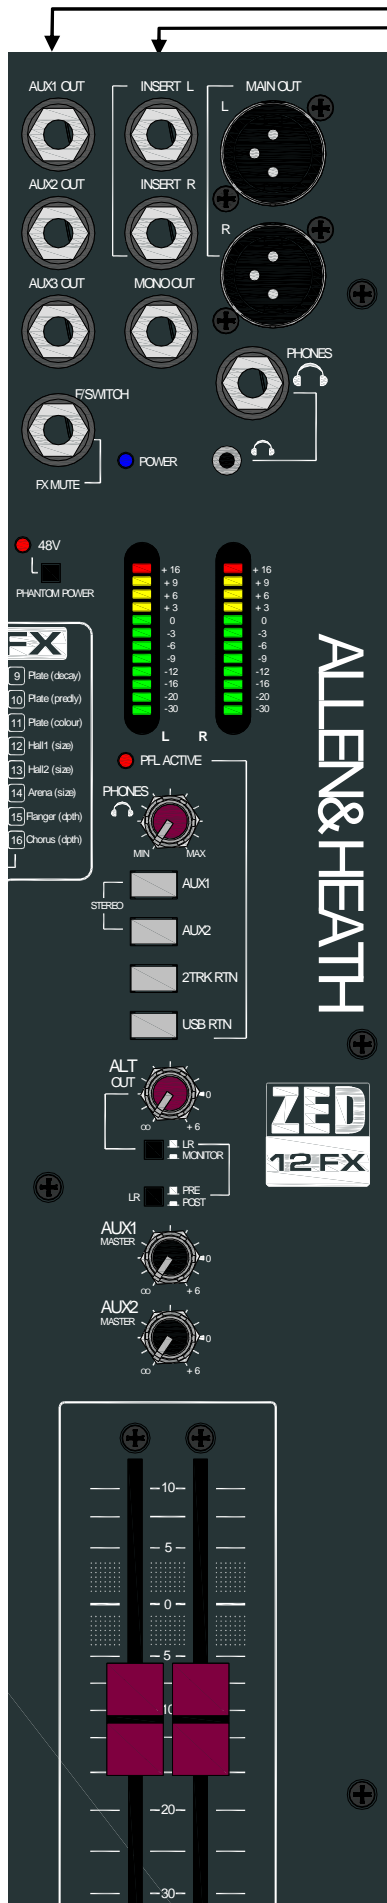 AUX1 OUT
INSERT L
MAIN OUT
L
AUX2 OUT
INSERT R
R
AUX3 OUT
MONO OUT
PHONES
F/SWITCH
FX MUTE
POWER
48V
PHANTOM POWER
+ 16 + 16
+ 9 + 9
+ 6 + 6
+ 3 + 3
0 0
-3 -3
-6 -6
-9 -9
-12 -12
-16 -16
-20 -20
-30 -30
L R
FX
9 Plate (decay)
10 Plate (predly)
11 Plate (colour)
12 Hall1 (size)
13 Hall2 (size)
14 Arena (size)
15 Flanger (dpth)
16 Chorus (dpth)
PFL ACTIVE
PHONES
MIN MAX
STEREO
AUX1
AUX2
2TRK RTN
USB RTN
ALLEN&HEATH
ALT
OUT
0
∞ + 6
LR
MONITOR
LR
PRE
POST
ZED
12 FX
AUX1
MASTER
0
∞ + 6
AUX2
MASTER
0
∞ + 6
10
5
0
5
10
20
30